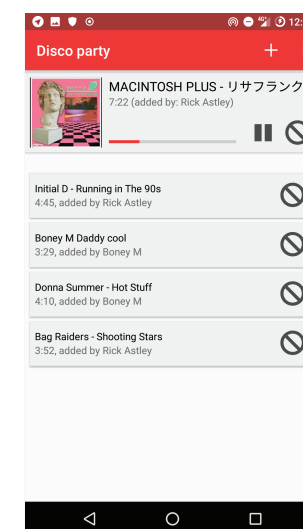 12:
Disco party
MACINTOSH PLUS - リサフランク
7:22 (added by: Rick Astley)
Initial D - Running in The 90s
4:45, added by Rick Astley
Boney M Daddy cool
3:29, added by Boney M
Donna Summer - Hot Stuff
4:10, added by Boney M
Bag Raiders - Shooting Stars
3:52, added by Rick Astley